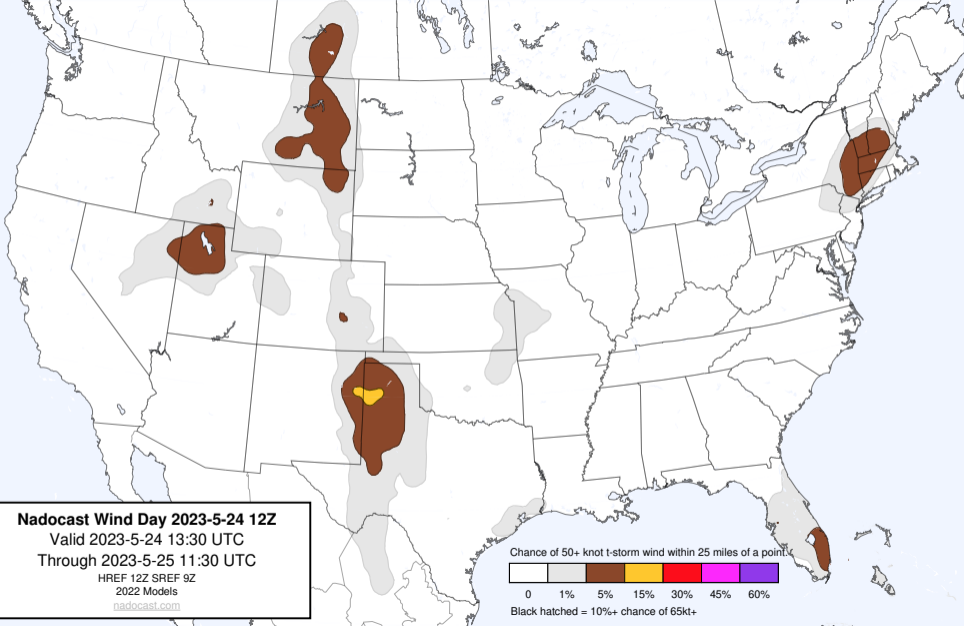 Nadocast Wind Day 2023-5-24 12Z
Valid 2023-5-24 13:30 UTC
Through 2023-5-25 11:30 UTC
HREF 12Z SREF 9Z
2022 Models
nadocast.com
Chance of 50+ knot t-storm wind within 25 miles of a point.
0 1% 5% 15% 30% 45% 60%
Black hatched = 10%+ chance of 65kt+